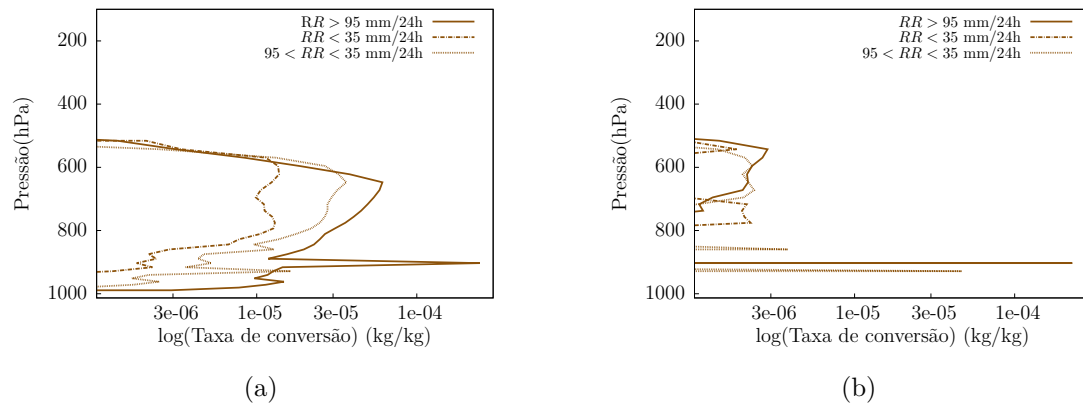 RR > 95 mm/24h
RR < 35 mm/24h
95 < RR < 35 mm/24h
200
400
600
800
1000
Pressão(hPa)
3e-06 1e-05 3e-05 1e-04
log(Taxa de conversão) (kg/kg)
(a)
RR > 95 mm/24h
RR < 35 mm/24h
95 < RR < 35 mm/24h
200
400
600
800
1000
Pressão(hPa)
3e-06 1e-05 3e-05 1e-04
log(Taxa de conversão) (kg/kg)
(b)